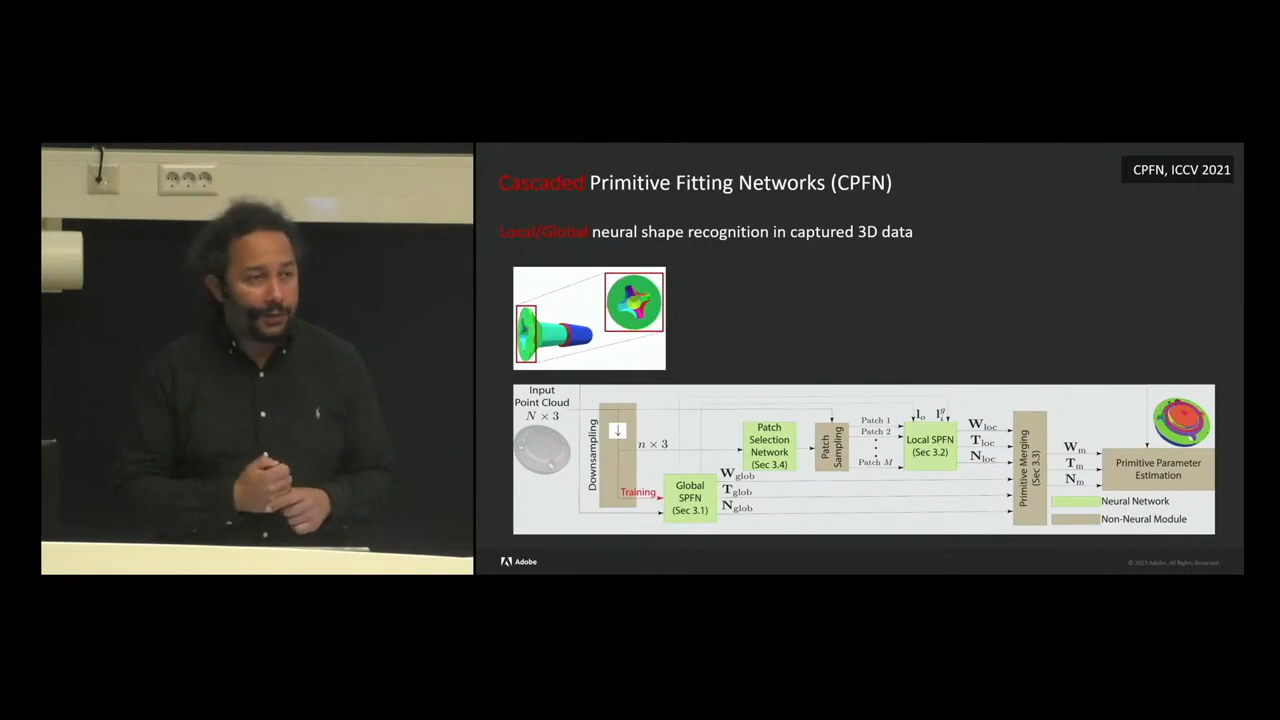 Cascaded Primitive Fitting Networks (CPFN)
CPFN, ICCV 2021
Local/Global neural shape recognition in captured 3D data
Input
Point Cloud
N × 3
Downsampling
↓
n × 3
Training
Global
SPFN
(Sec 3.1)
W_glob
T_glob
N_glob
Patch
Selection
Network
(Sec 3.4)
Patch
Sampling
Patch 1
Patch 2
Patch M
l_o l_i^g
Local SPFN
(Sec 3.2)
W_loc
T_loc
N_loc
Primitive Merging
(Sec 3.3)
W_m
T_m
N_m
Primitive Parameter
Estimation
Neural Network
Non-Neural Module
Adobe
© 2023 Adobe. All Rights Reserved.